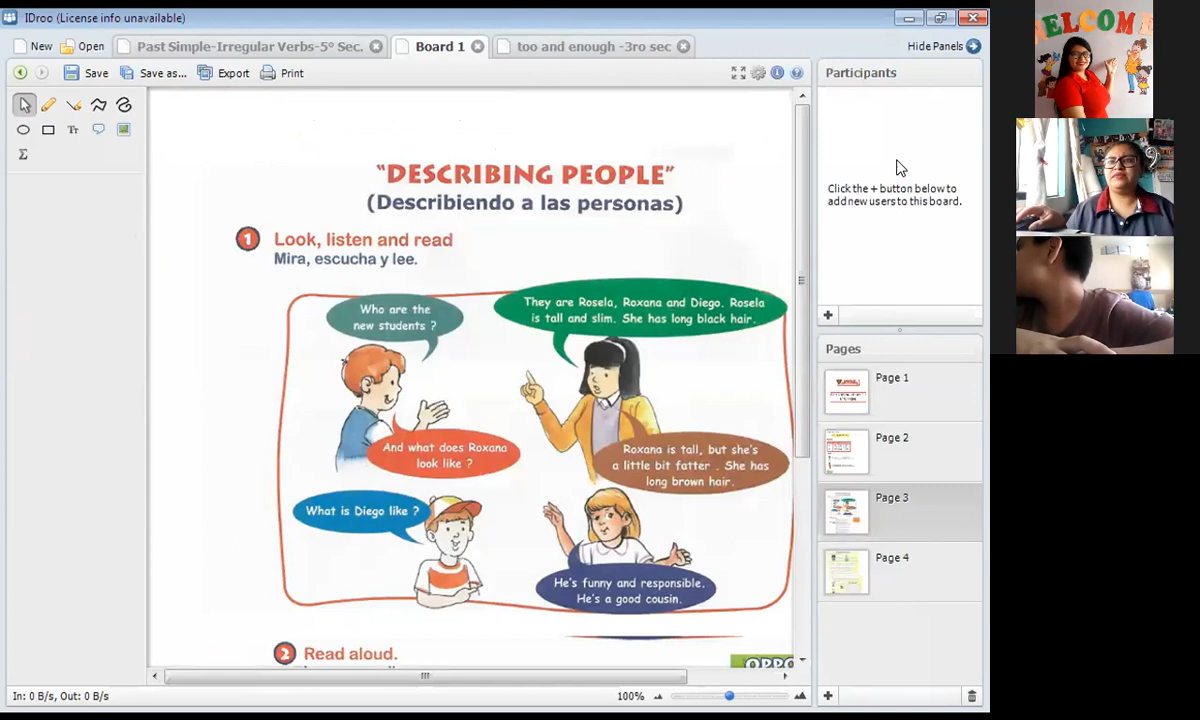 IDroo (License info unavailable)
New Open Past Simple-Irregular Verbs-5° Sec. Board 1 too and enough -3ro sec Hide Panels
Save Save as... Export Print
Participants
Click the + button below to
add new users to this board.
Pages
Page 1
Page 2
Page 3
Page 4
Tт
Σ
"DESCRIBING PEOPLE"
(Describiendo a las personas)
1 Look, listen and read
Mira, escucha y lee.
Who are the
new students ?
They are Rosela, Roxana and Diego. Rosela
is tall and slim. She has long black hair.
And what does Roxana
look like ?
Roxana is tall, but she's
a little bit fatter . She has
long brown hair.
What is Diego like ?
He's funny and responsible.
He's a good cousin.
2 Read aloud.
OPPO
In: 0 B/s, Out: 0 B/s
100%
WELCOME